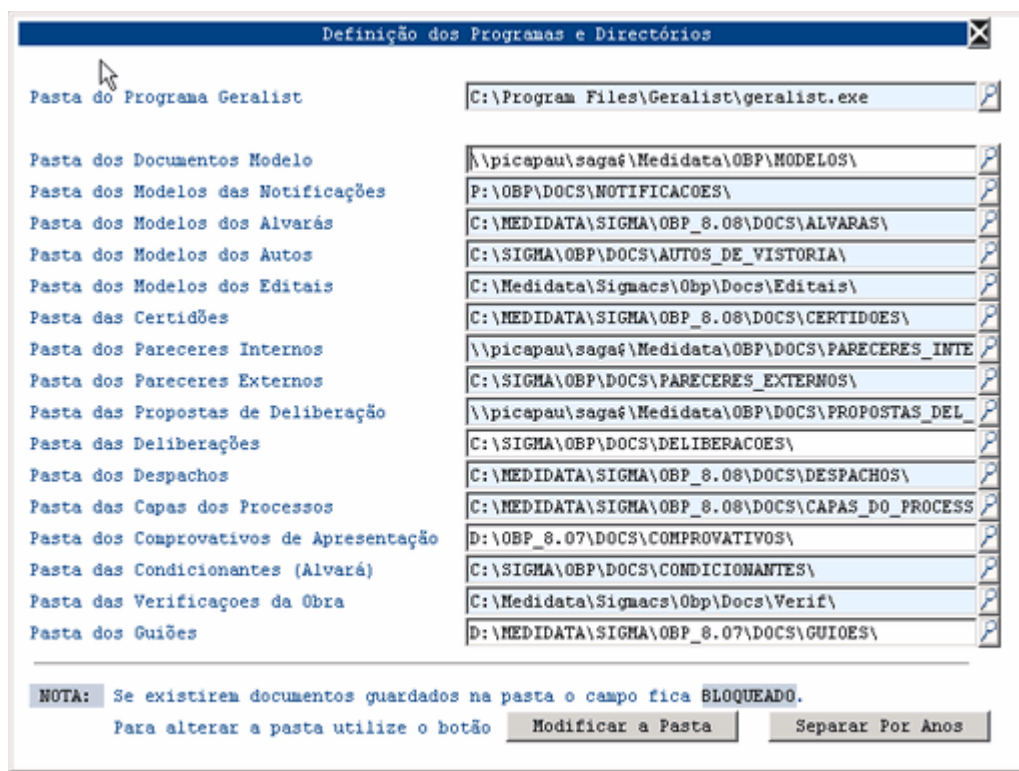 Definição dos Programas e Directórios
Pasta do Programa Geralist C:\Program Files\Geralist\geralist.exe
Pasta dos Documentos Modelo \\picapau\saga$\Medidata\OBP\MODELOS\
Pasta dos Modelos das Notificações P:\OBP\DOCS\NOTIFICACOES\
Pasta dos Modelos dos Alvarás C:\MEDIDATA\SIGMA\OBP_8.08\DOCS\ALVARAS\
Pasta dos Modelos dos Autos C:\SIGMA\OBP\DOCS\AUTOS_DE_VISTORIA\
Pasta dos Modelos dos Editais C:\Medidata\Sigmacs\Obp\Docs\Editais\
Pasta das Certidões C:\MEDIDATA\SIGMA\OBP_8.08\DOCS\CERTIDOES\
Pasta dos Pareceres Internos \\picapau\saga$\Medidata\OBP\DOCS\PARECERES_INTE
Pasta dos Pareceres Externos C:\SIGMA\OBP\DOCS\PARECERES_EXTERNOS\
Pasta das Propostas de Deliberação \\picapau\saga$\Medidata\OBP\DOCS\PROPOSTAS_DEL_
Pasta das Deliberações C:\SIGMA\OBP\DOCS\DELIBERACOES\
Pasta dos Despachos C:\MEDIDATA\SIGMA\OBP_8.08\DOCS\DESPACHOS\
Pasta das Capas dos Processos C:\MEDIDATA\SIGMA\OBP_8.08\DOCS\CAPAS_DO_PROCESS
Pasta dos Comprovativos de Apresentação D:\OBP_8.07\DOCS\COMPROVATIVOS\
Pasta das Condicionantes (Alvará) C:\SIGMA\OBP\DOCS\CONDICIONANTES\
Pasta das Verificaçoes da Obra C:\Medidata\Sigmacs\Obp\Docs\Verif\
Pasta dos Guiões D:\MEDIDATA\SIGMA\OBP_8.07\DOCS\GUIOES\
NOTA: Se existirem documentos guardados na pasta o campo fica BLOQUEADO.
Para alterar a pasta utilize o botão Modificar a Pasta Separar Por Anos